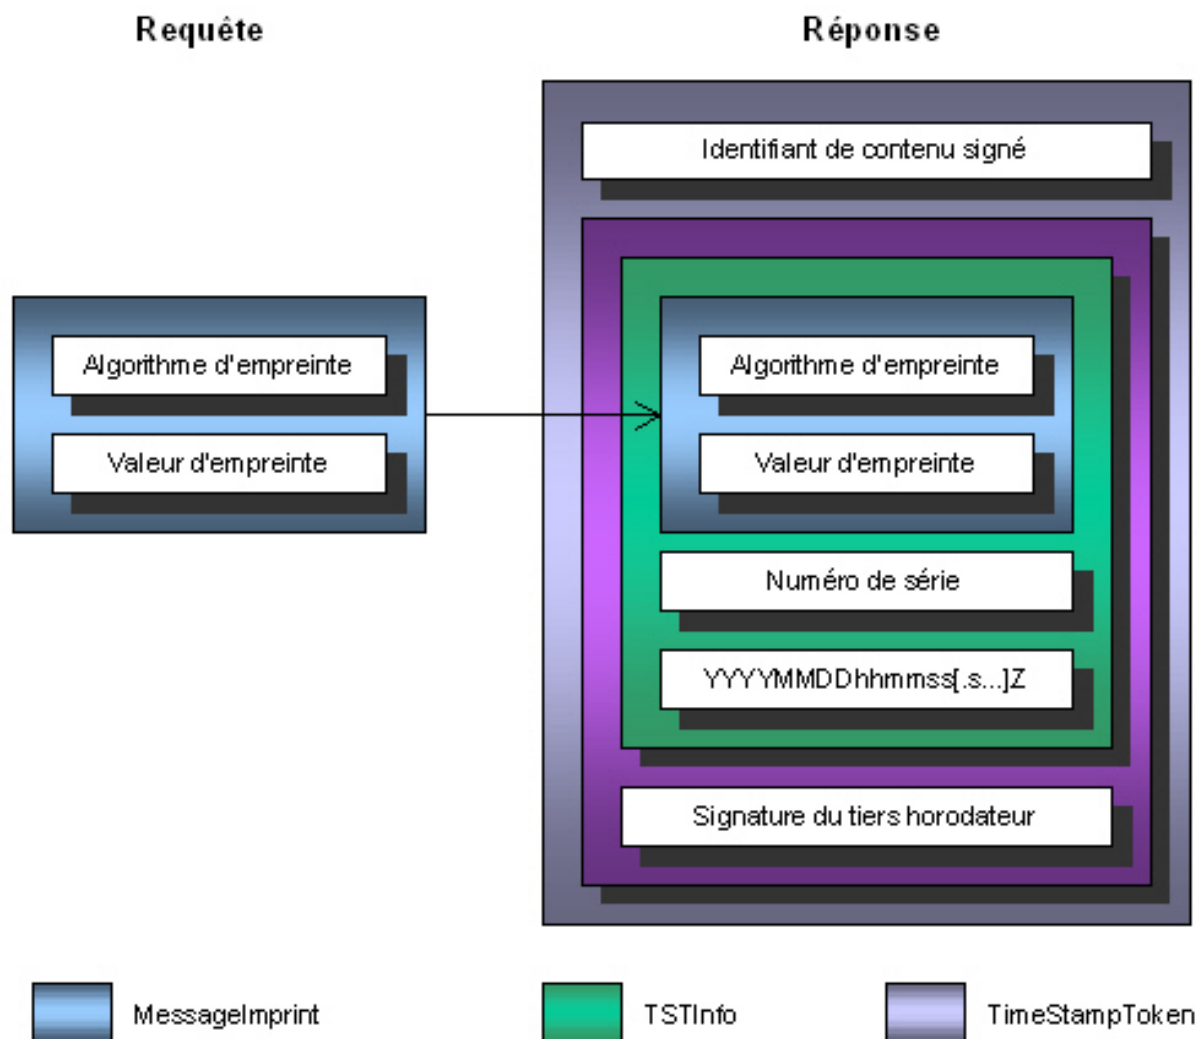 Requête
Réponse
Identifiant de contenu signé
Algorithme d'empreinte
Valeur d'empreinte
Algorithme d'empreinte
Valeur d'empreinte
Numéro de série
YYYYMMDDhhmmss[.s...]Z
Signature du tiers horodateur
MessageImprint
TSTInfo
TimeStampToken